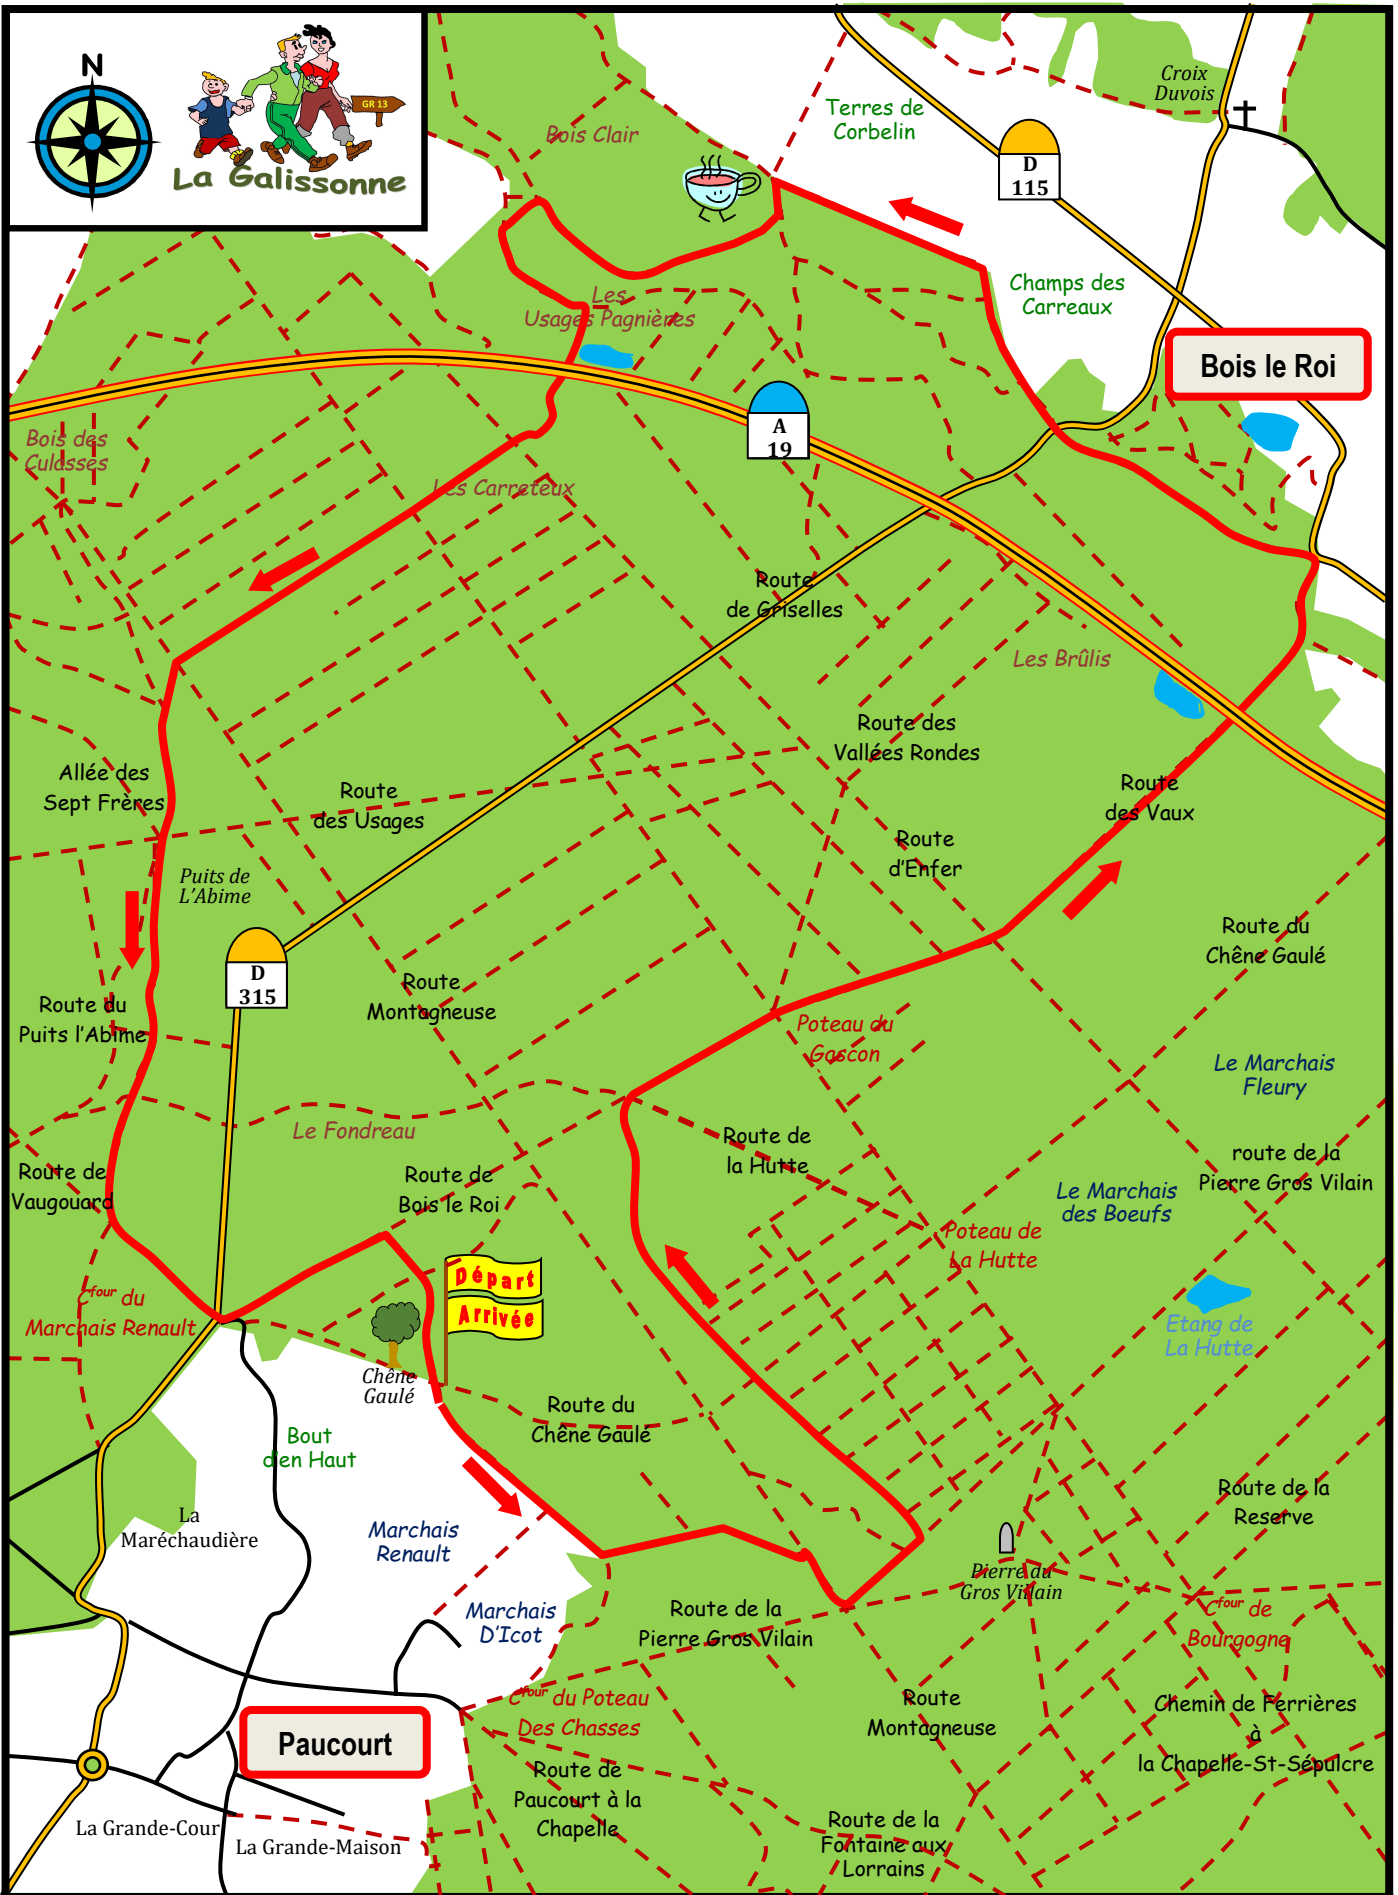 N
GR 13
La Galissonne
Croix
Duvois
Terres de
Corbelin
Bois Clair
D
115
Champs des
Carreaux
Les
Usages Pagnières
Bois le Roi
A
19
Bois des
Culasses
Les Carreteux
Route
de Griselles
Les Brûlis
Route des
Vallées Rondes
Allée des
Sept Frères
Route
des Usages
Route
des Vaux
Route
d'Enfer
Puits de
L'Abime
Route du
Chêne Gaulé
D
315
Route
Montagneuse
Route du
Puits l'Abime
Poteau du
Gascon
Le Marchais
Fleury
Le Fondreau
Route de
la Hutte
route de la
Pierre Gros Vilain
Route de
Vaugouard
Route de
Bois le Roi
Le Marchais
des Boeufs
Poteau de
La Hutte
Départ
Arrivée
Cfour du
Marchais Renault
Etang de
La Hutte
Chêne
Gaulé
Route du
Chêne Gaulé
Bout
d'en Haut
Route de la
Reserve
La
Maréchaudière
Marchais
Renault
Pierre du
Gros Villain
Marchais
D'Icot
Route de la
Pierre Gros Vilain
Cfour de
Bourgogne
Cfour du Poteau
Des Chasses
Route
Montagneuse
Chemin de Ferrières
à
la Chapelle-St-Sépulcre
Paucourt
Route de
Paucourt à la
Chapelle
La Grande-Cour
La Grande-Maison
Route de la
Fontaine aux
Lorrains